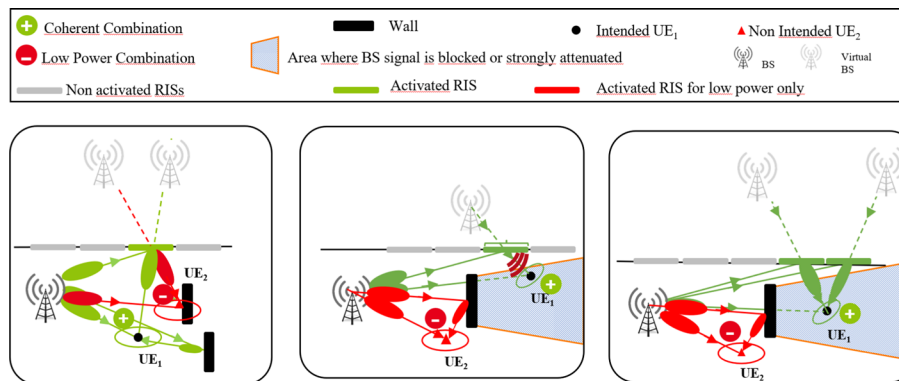 Coherent Combination
Wall
Intended UE1
Non Intended UE2
Low Power Combination
Area where BS signal is blocked or strongly attenuated
BS
Virtual
BS
Non activated RISs
Activated RIS
Activated RIS for low power only
UE2
UE1
UE1
UE2
UE1
UE2